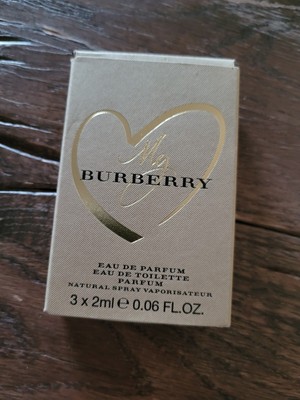 My
BURBERRY
EAU DE PARFUM
EAU DE TOILETTE
PARFUM
NATURAL SPRAY VAPORISATEUR
3 x 2ml ℮ 0.06 FL.OZ.